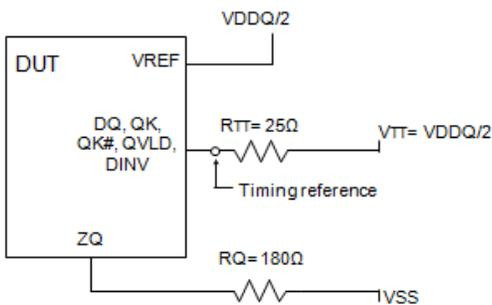 VDDQ/2
DUT
VREF
DQ, QK,
QK#, QVLD,
DINV
RTT= 25Ω
VTT= VDDQ/2
Timing reference
ZQ
RQ= 180Ω
VSS